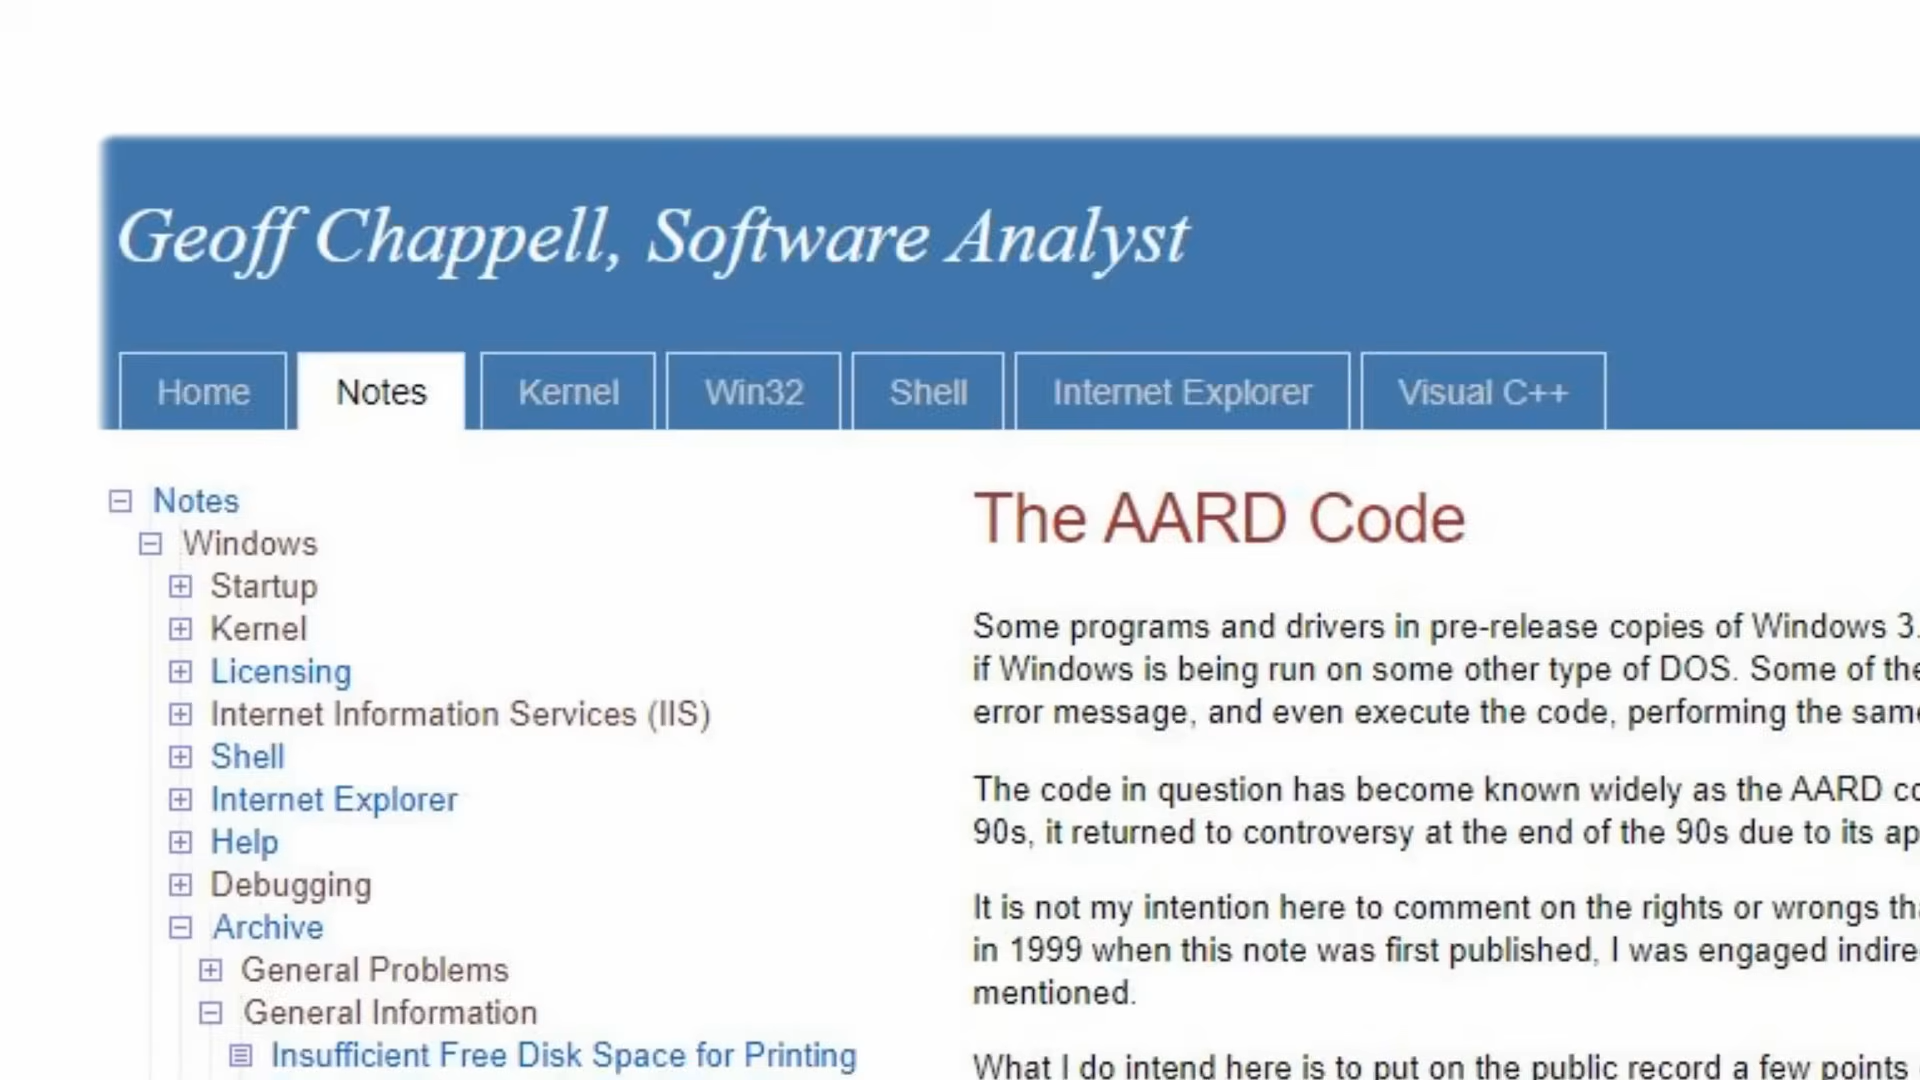 Geoff Chappell, Software Analyst
Home Notes Kernel Win32 Shell Internet Explorer Visual C++
Notes
Windows
Startup
Kernel
Licensing
Internet Information Services (IIS)
Shell
Internet Explorer
Help
Debugging
Archive
General Problems
General Information
Insufficient Free Disk Space for Printing
The AARD Code
Some programs and drivers in pre-release copies of Windows 3.
if Windows is being run on some other type of DOS. Some of the
error message, and even execute the code, performing the same
The code in question has become known widely as the AARD co
90s, it returned to controversy at the end of the 90s due to its ap
It is not my intention here to comment on the rights or wrongs tha
in 1999 when this note was first published, I was engaged indire
mentioned.
What I do intend here is to put on the public record a few points